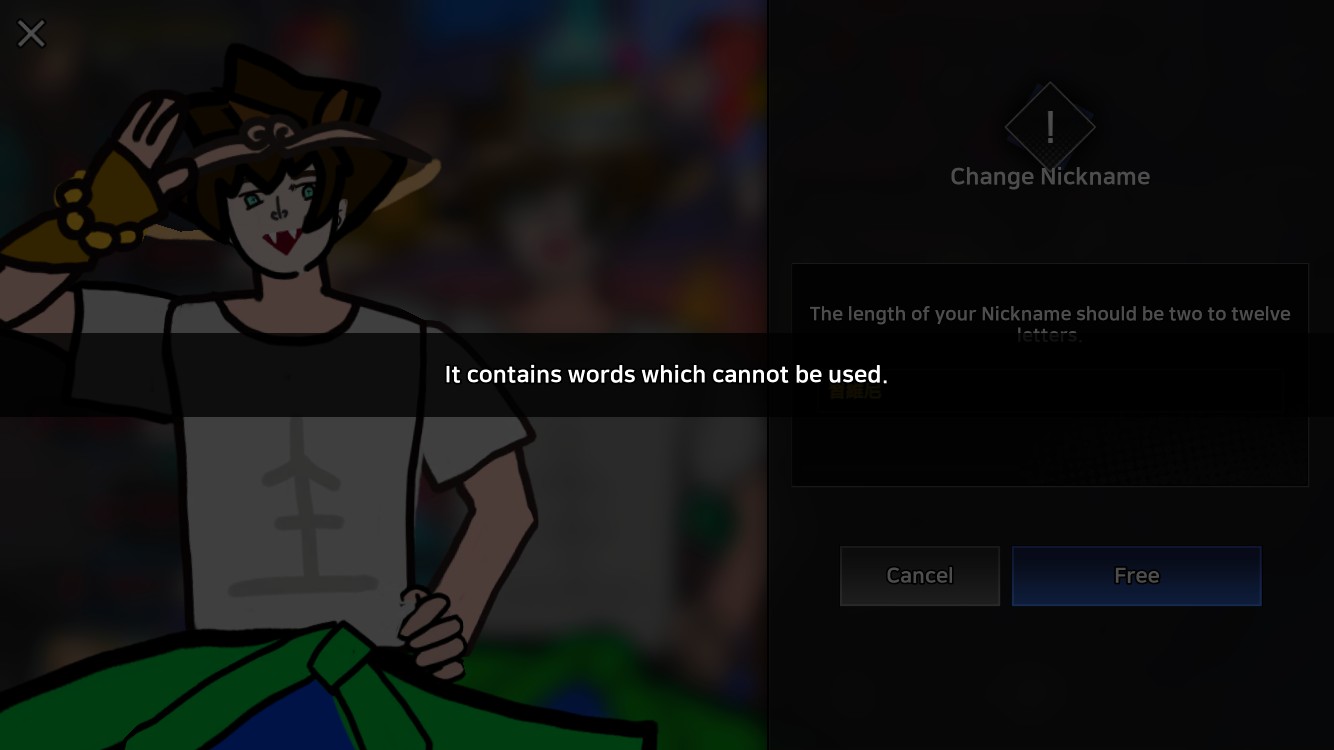 Change Nickname
The length of your Nickname should be two to twelve
letters.
It contains words which cannot be used.
Cancel
Free